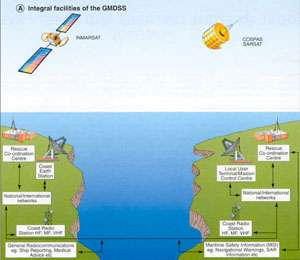 A Integral facilities of the GMDSS
INMARSAT
COSPAS
SARSAT
Rescue
Co-ordination
Centre
Coast
Earth
Station
National/International
networks
Coast Radio
Station HF, MF, VHF
General Radiocommunications
eg: Ship Reporting, Medical
Advice etc
Rescue
Co-ordination
Centre
Local User
Terminal/Mission
Control Centre
National/International
networks
Coast Radio
Station HF, MF, VHF
Maritime Safety Information (MSI)
eg: Navigational Warnings, SAR
Information etc